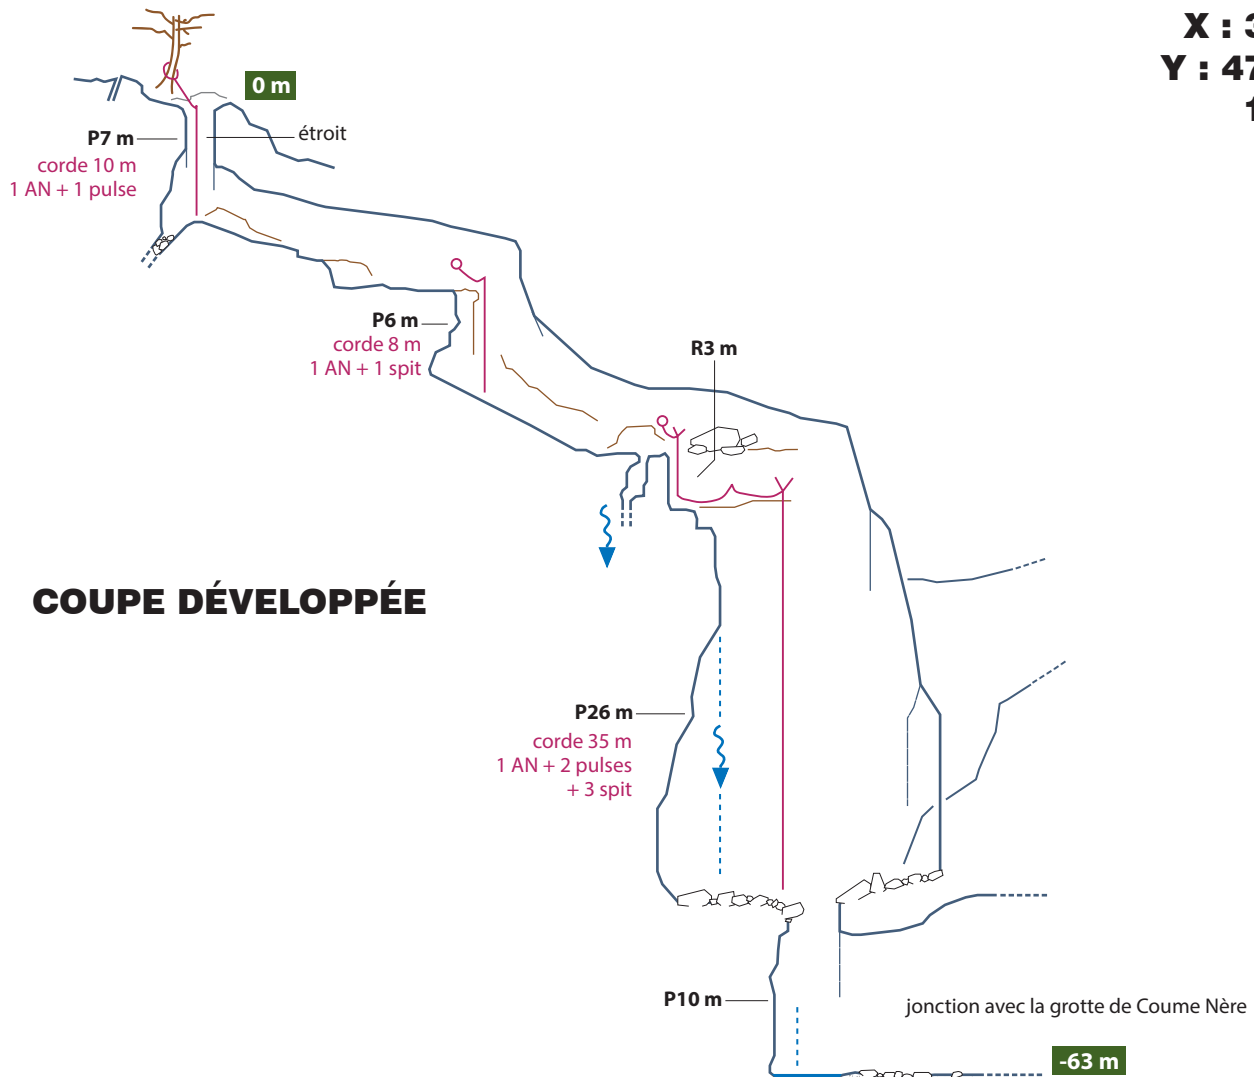 X : 3
Y : 47
1
0 m
P7 m
étroit
corde 10 m
1 AN + 1 pulse
P6 m
corde 8 m
1 AN + 1 spit
R3 m
COUPE DÉVELOPPÉE
P26 m
corde 35 m
1 AN + 2 pulses
+ 3 spit
P10 m
jonction avec la grotte de Coume Nère
-63 m